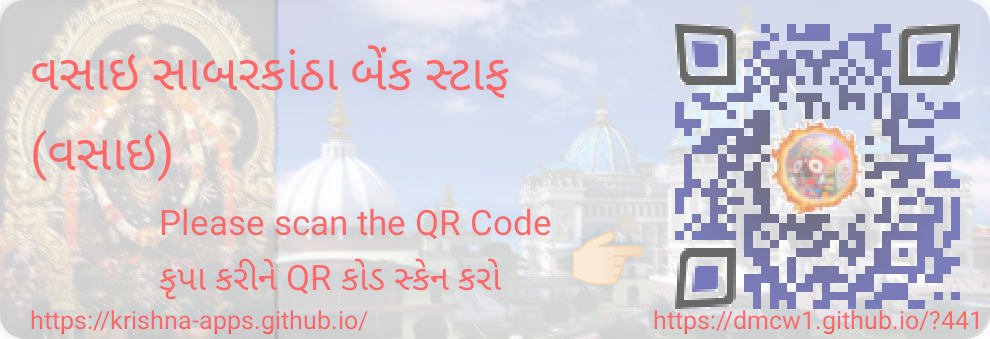 વસાઇ સાબરકાંઠા બેંક સ્ટાફ
(વસાઇ)
Please scan the QR Code
કૃપા કરીને QR કોડ સ્કેન કરો
https://krishna-apps.github.io/
https://dmcw1.github.io/?441